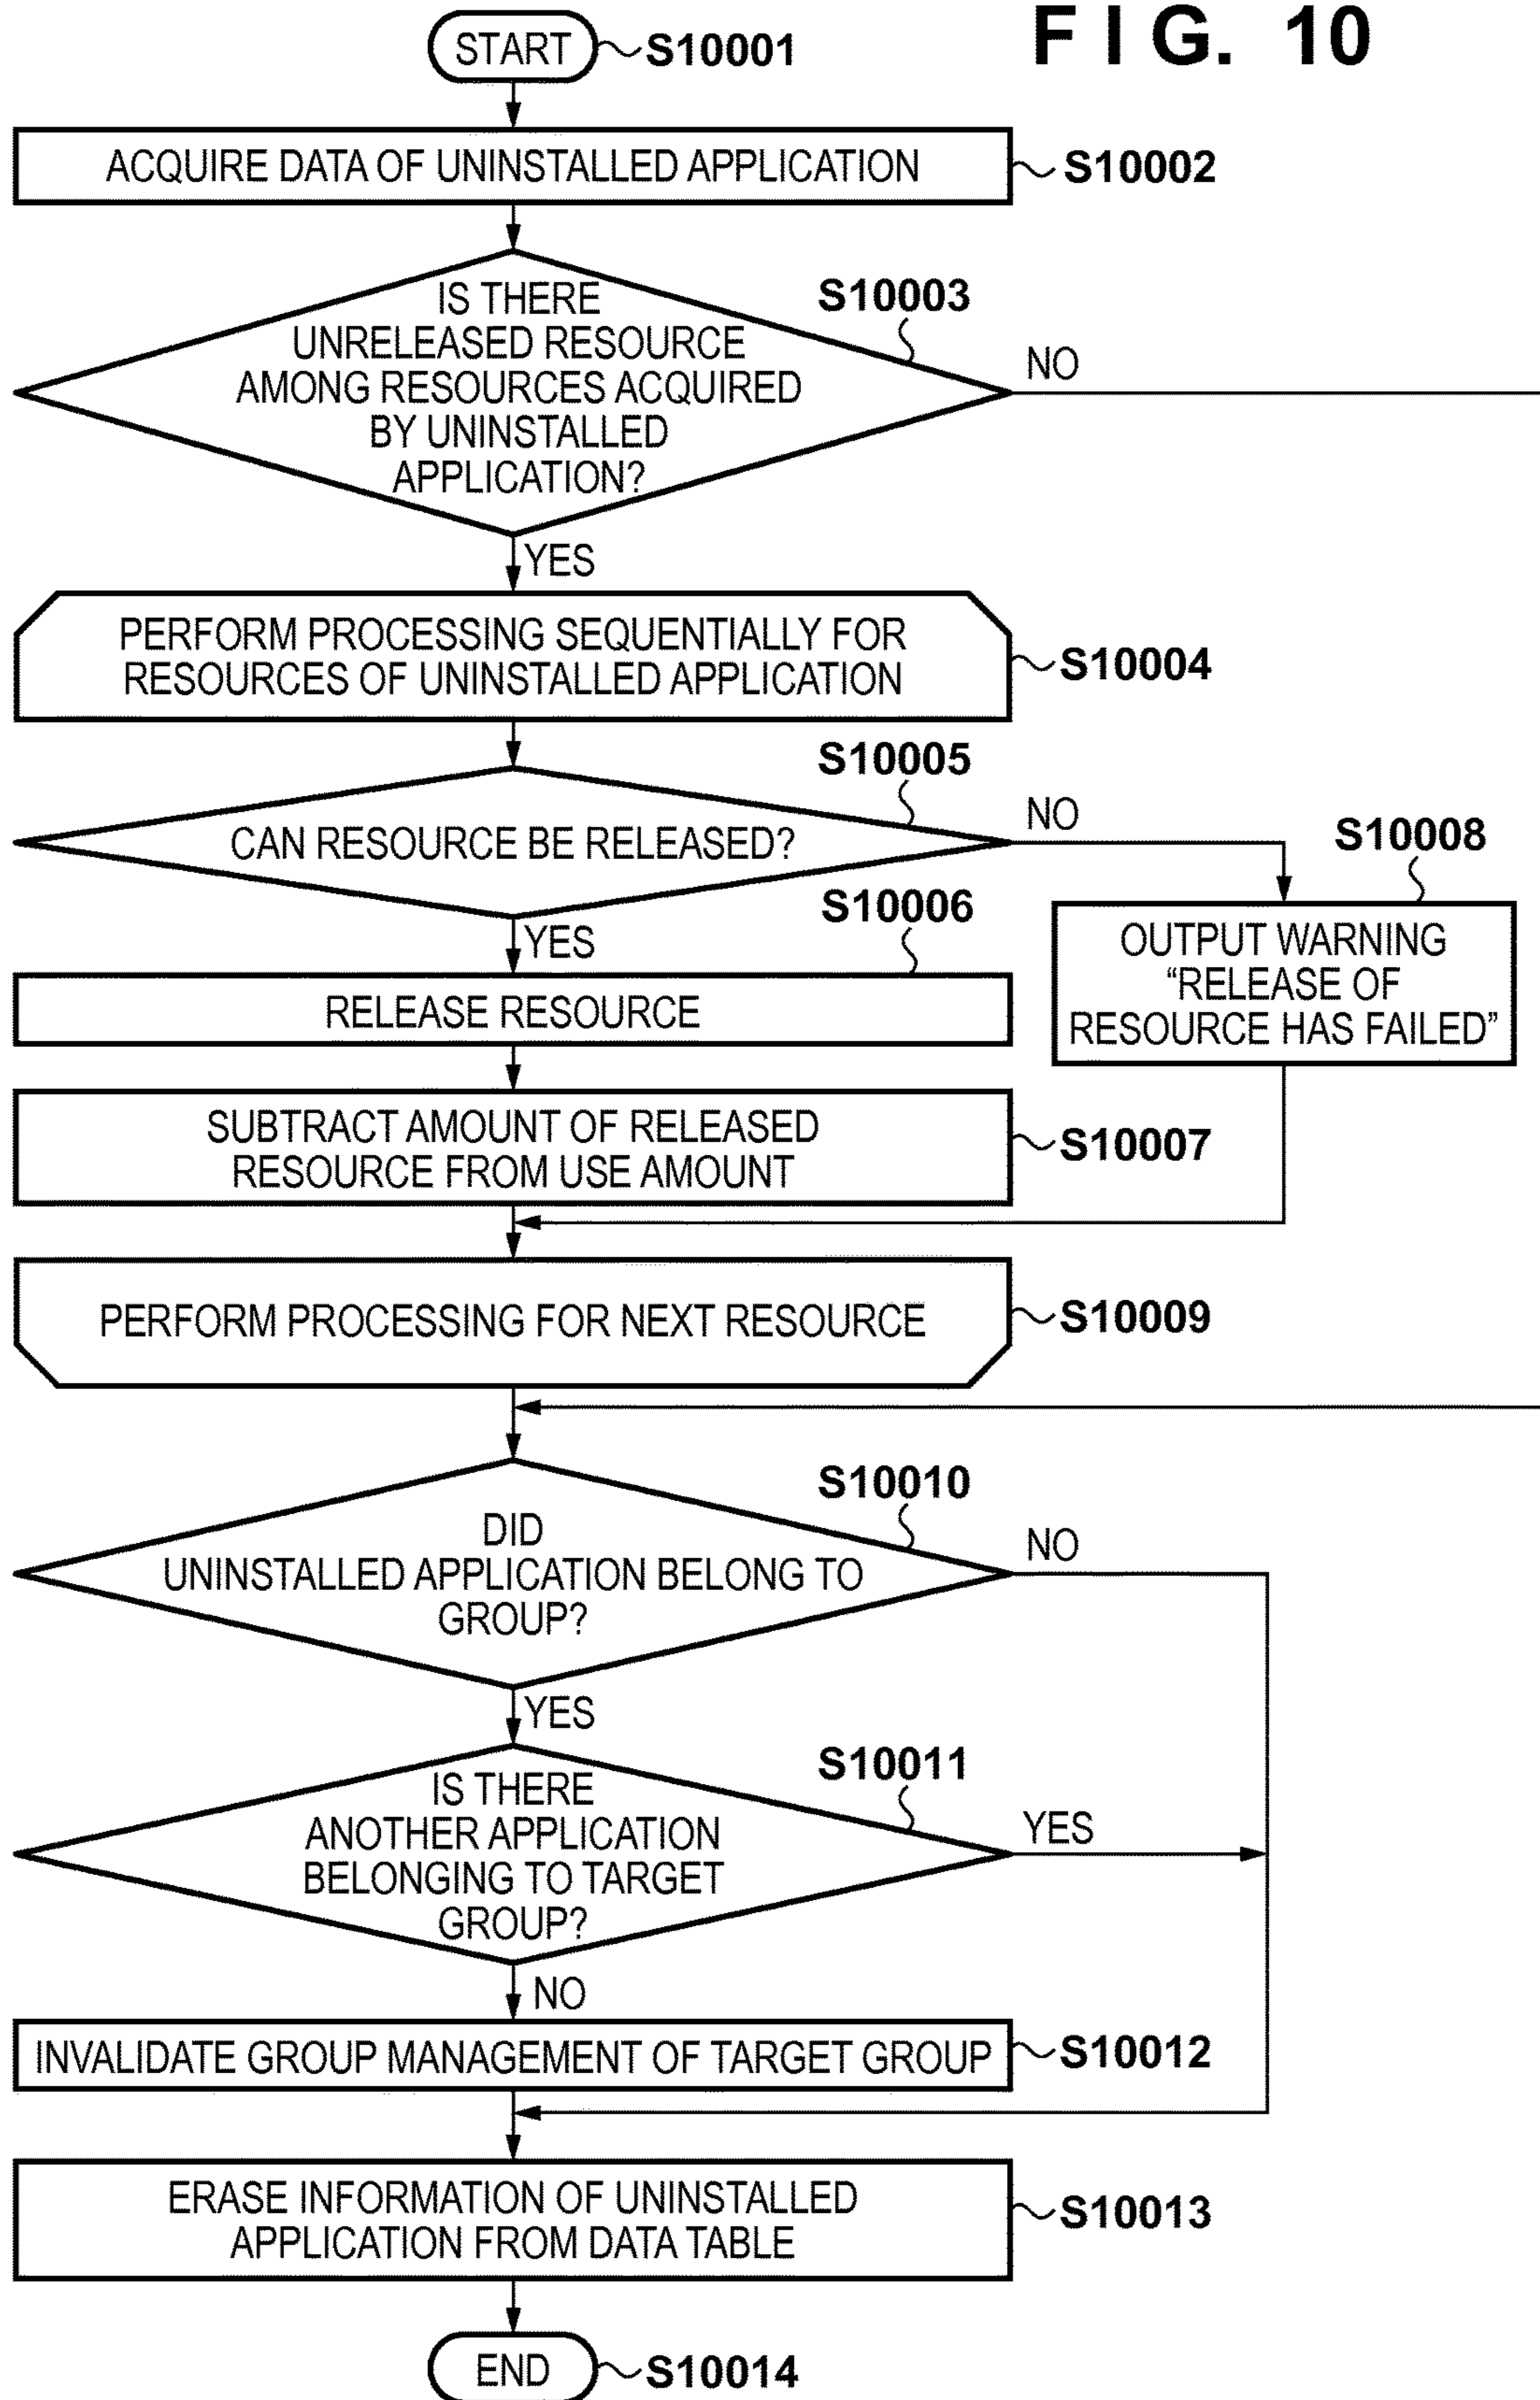 FIG. 10
START
S10001
ACQUIRE DATA OF UNINSTALLED APPLICATION
S10002
IS THERE
UNRELEASED RESOURCE
AMONG RESOURCES ACQUIRED
BY UNINSTALLED
APPLICATION?
S10003
NO
YES
PERFORM PROCESSING SEQUENTIALLY FOR
RESOURCES OF UNINSTALLED APPLICATION
S10004
CAN RESOURCE BE RELEASED?
S10005
NO
YES
RELEASE RESOURCE
S10006
OUTPUT WARNING
“RELEASE OF
RESOURCE HAS FAILED”
S10008
SUBTRACT AMOUNT OF RELEASED
RESOURCE FROM USE AMOUNT
S10007
PERFORM PROCESSING FOR NEXT RESOURCE
S10009
DID
UNINSTALLED APPLICATION BELONG TO
GROUP?
S10010
NO
YES
IS THERE
ANOTHER APPLICATION
BELONGING TO TARGET
GROUP?
S10011
YES
NO
INVALIDATE GROUP MANAGEMENT OF TARGET GROUP
S10012
ERASE INFORMATION OF UNINSTALLED
APPLICATION FROM DATA TABLE
S10013
END
S10014